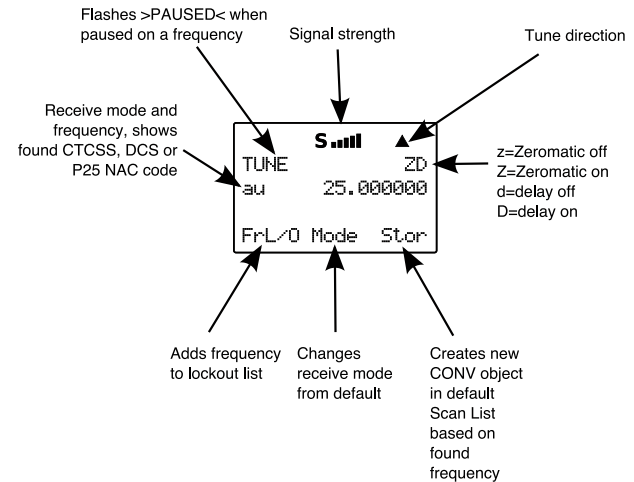 Flashes >PAUSED< when
paused on a frequency
Signal strength
Tune direction
Receive mode and
frequency, shows
found CTCSS, DCS or
P25 NAC code
S
TUNE ZD
au 25.000000
FrL/O Mode Stor
z=Zeromatic off
Z=Zeromatic on
d=delay off
D=delay on
Adds frequency
to lockout list
Changes
receive mode
from default
Creates new
CONV object
in default
Scan List
based on
found
frequency